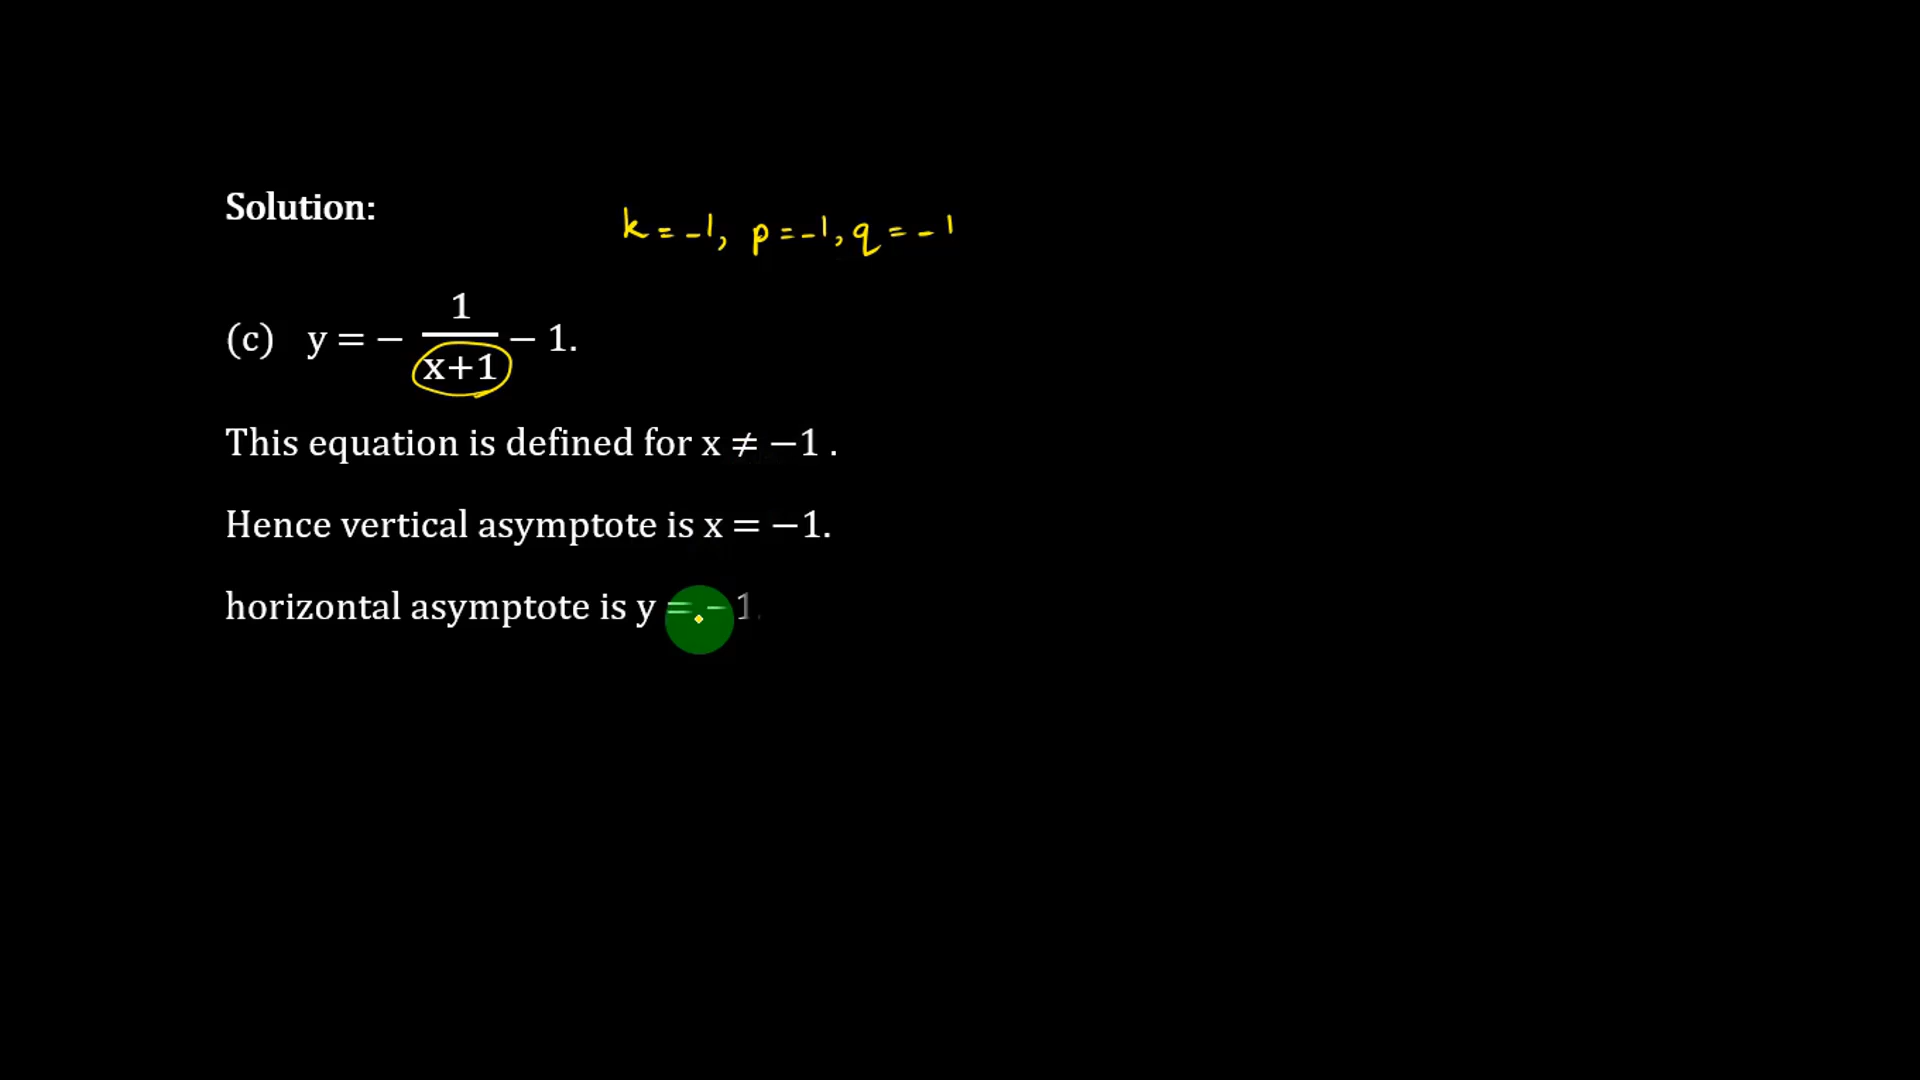 Solution:
k = -1, p = -1, q = -1
(c) y = − 1/(x+1) − 1.
This equation is defined for x ≠ −1 .
Hence vertical asymptote is x = −1.
horizontal asymptote is y = − 1.